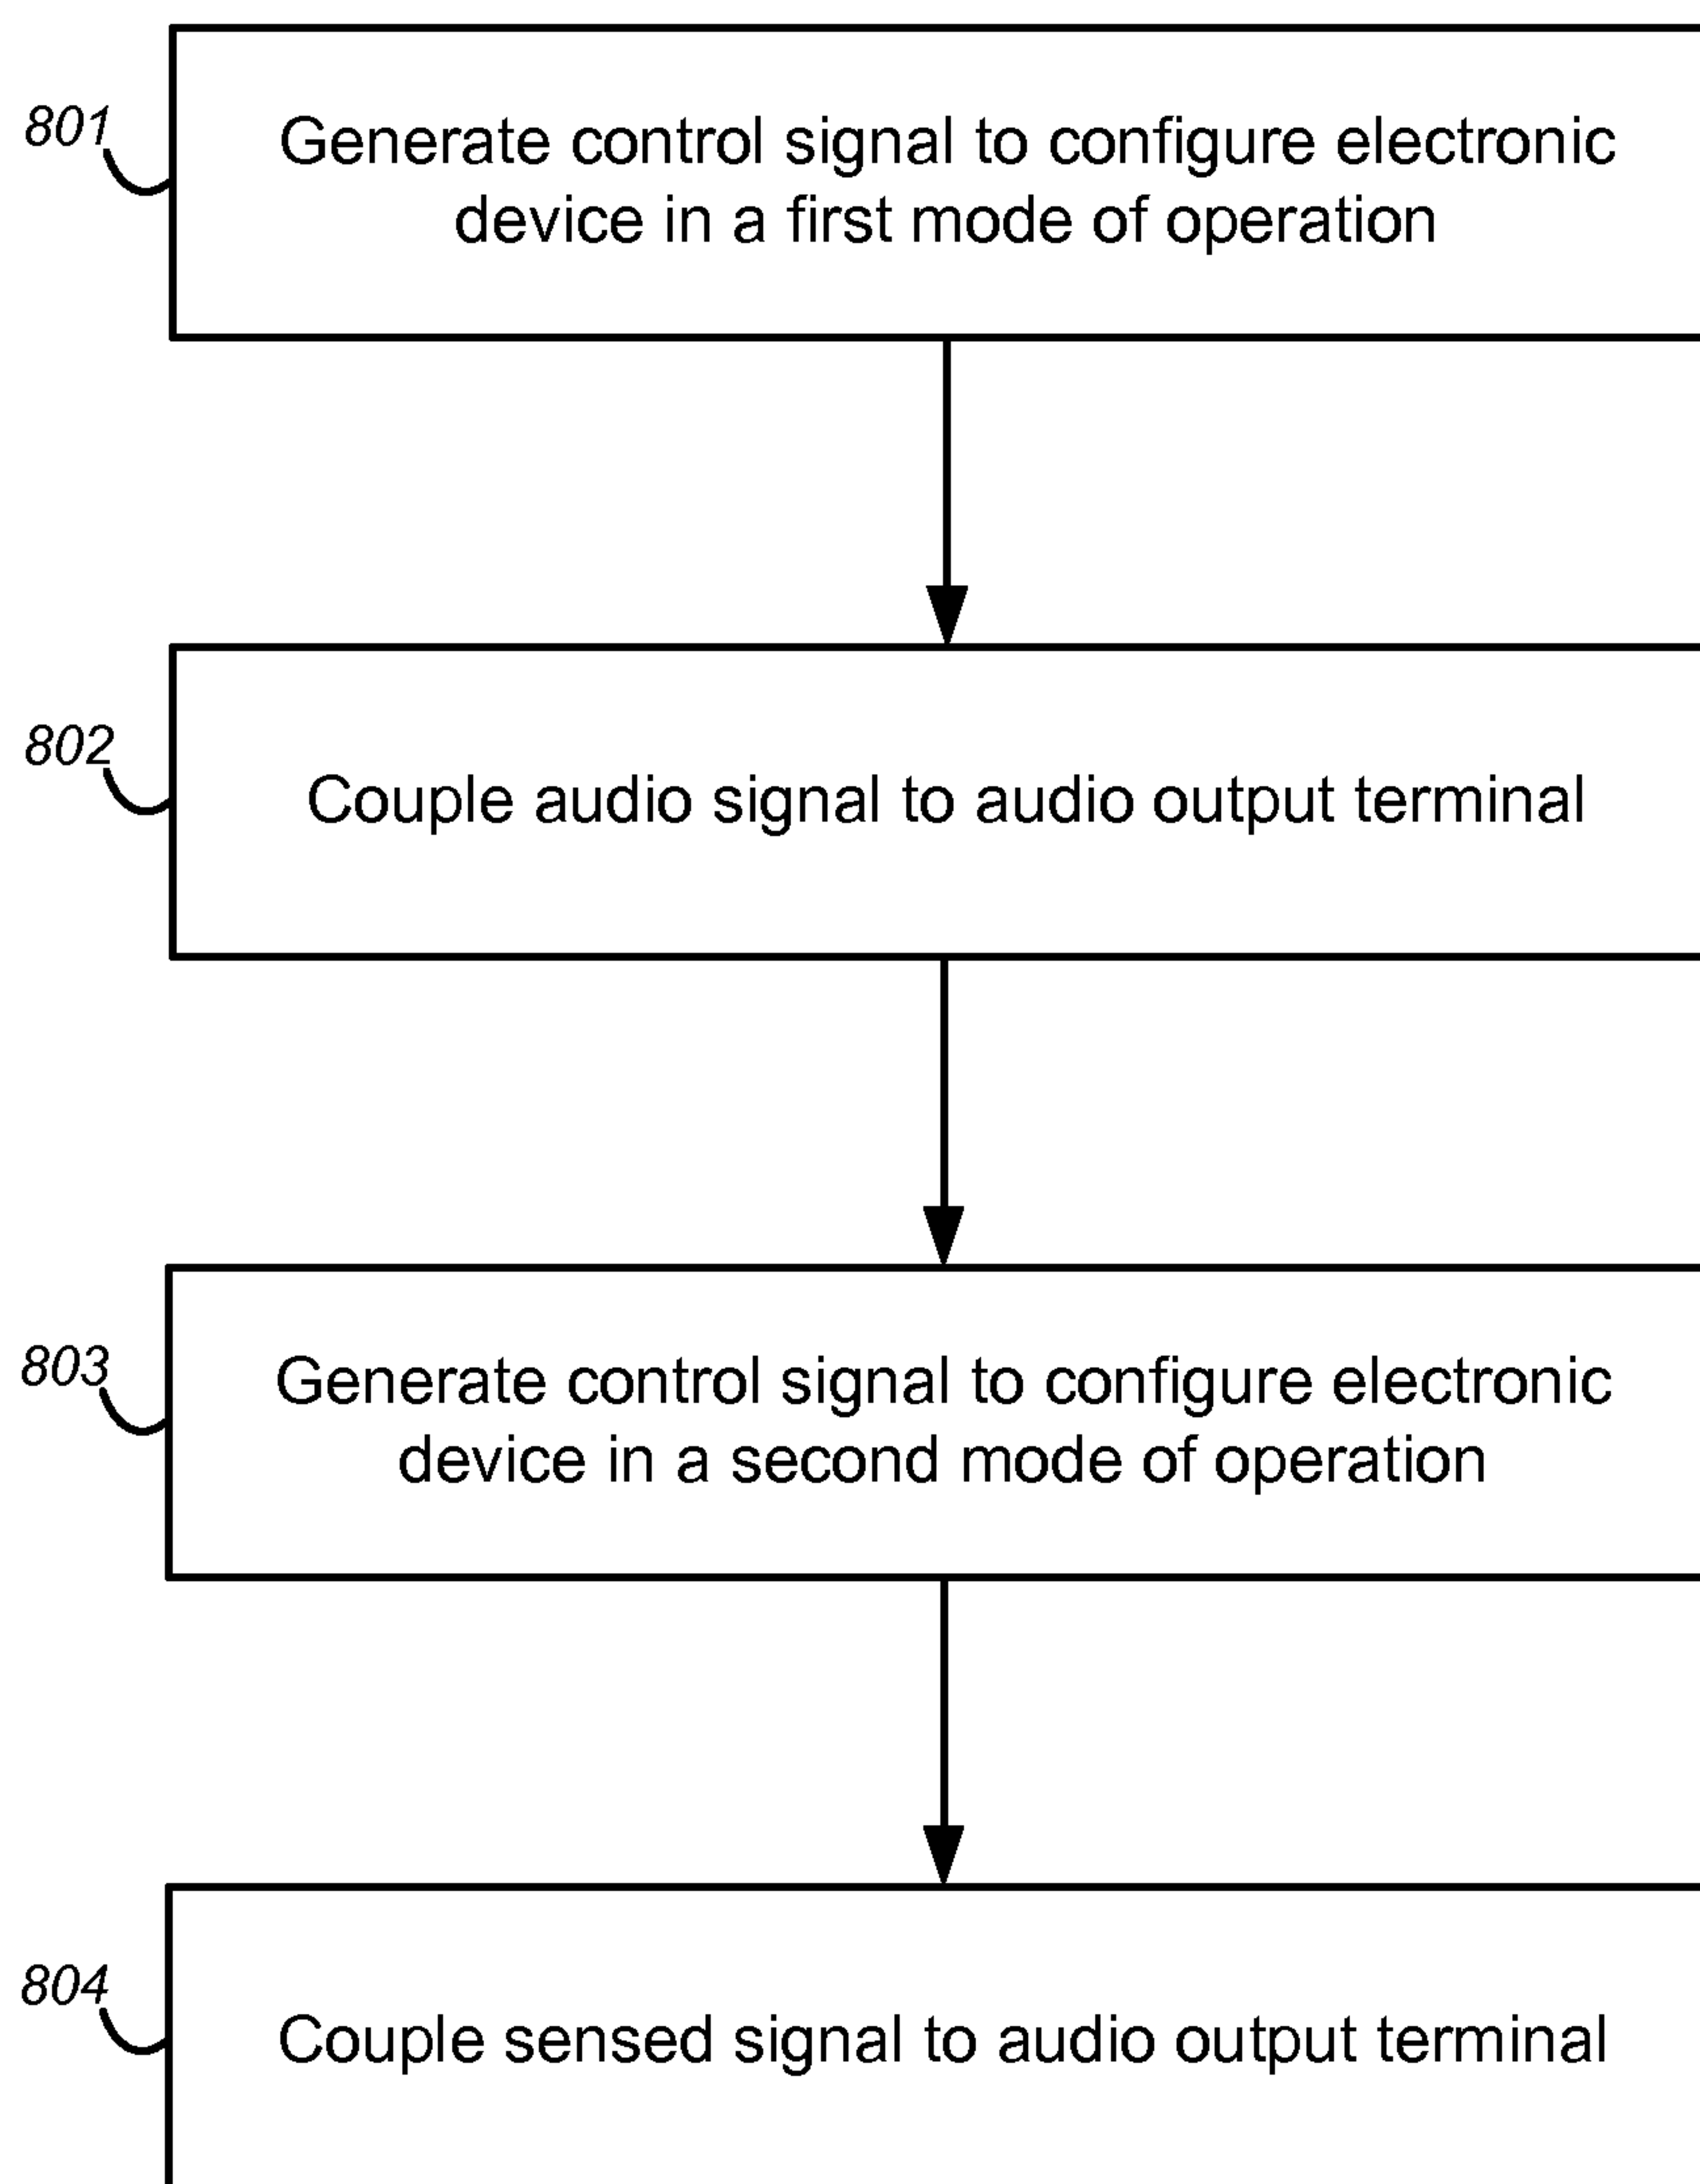 801
Generate control signal to configure electronic
device in a first mode of operation
802
Couple audio signal to audio output terminal
803
Generate control signal to configure electronic
device in a second mode of operation
804
Couple sensed signal to audio output terminal